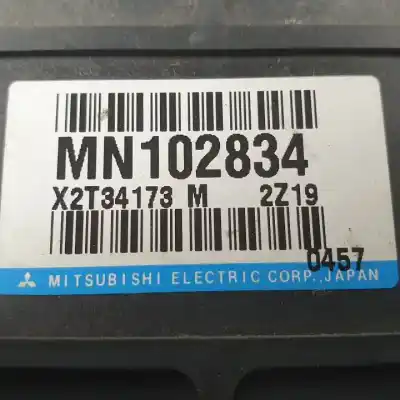 MN102834
X2T34173 M 2Z19
0457
MITSUBISHI ELECTRIC CORP., JAPAN